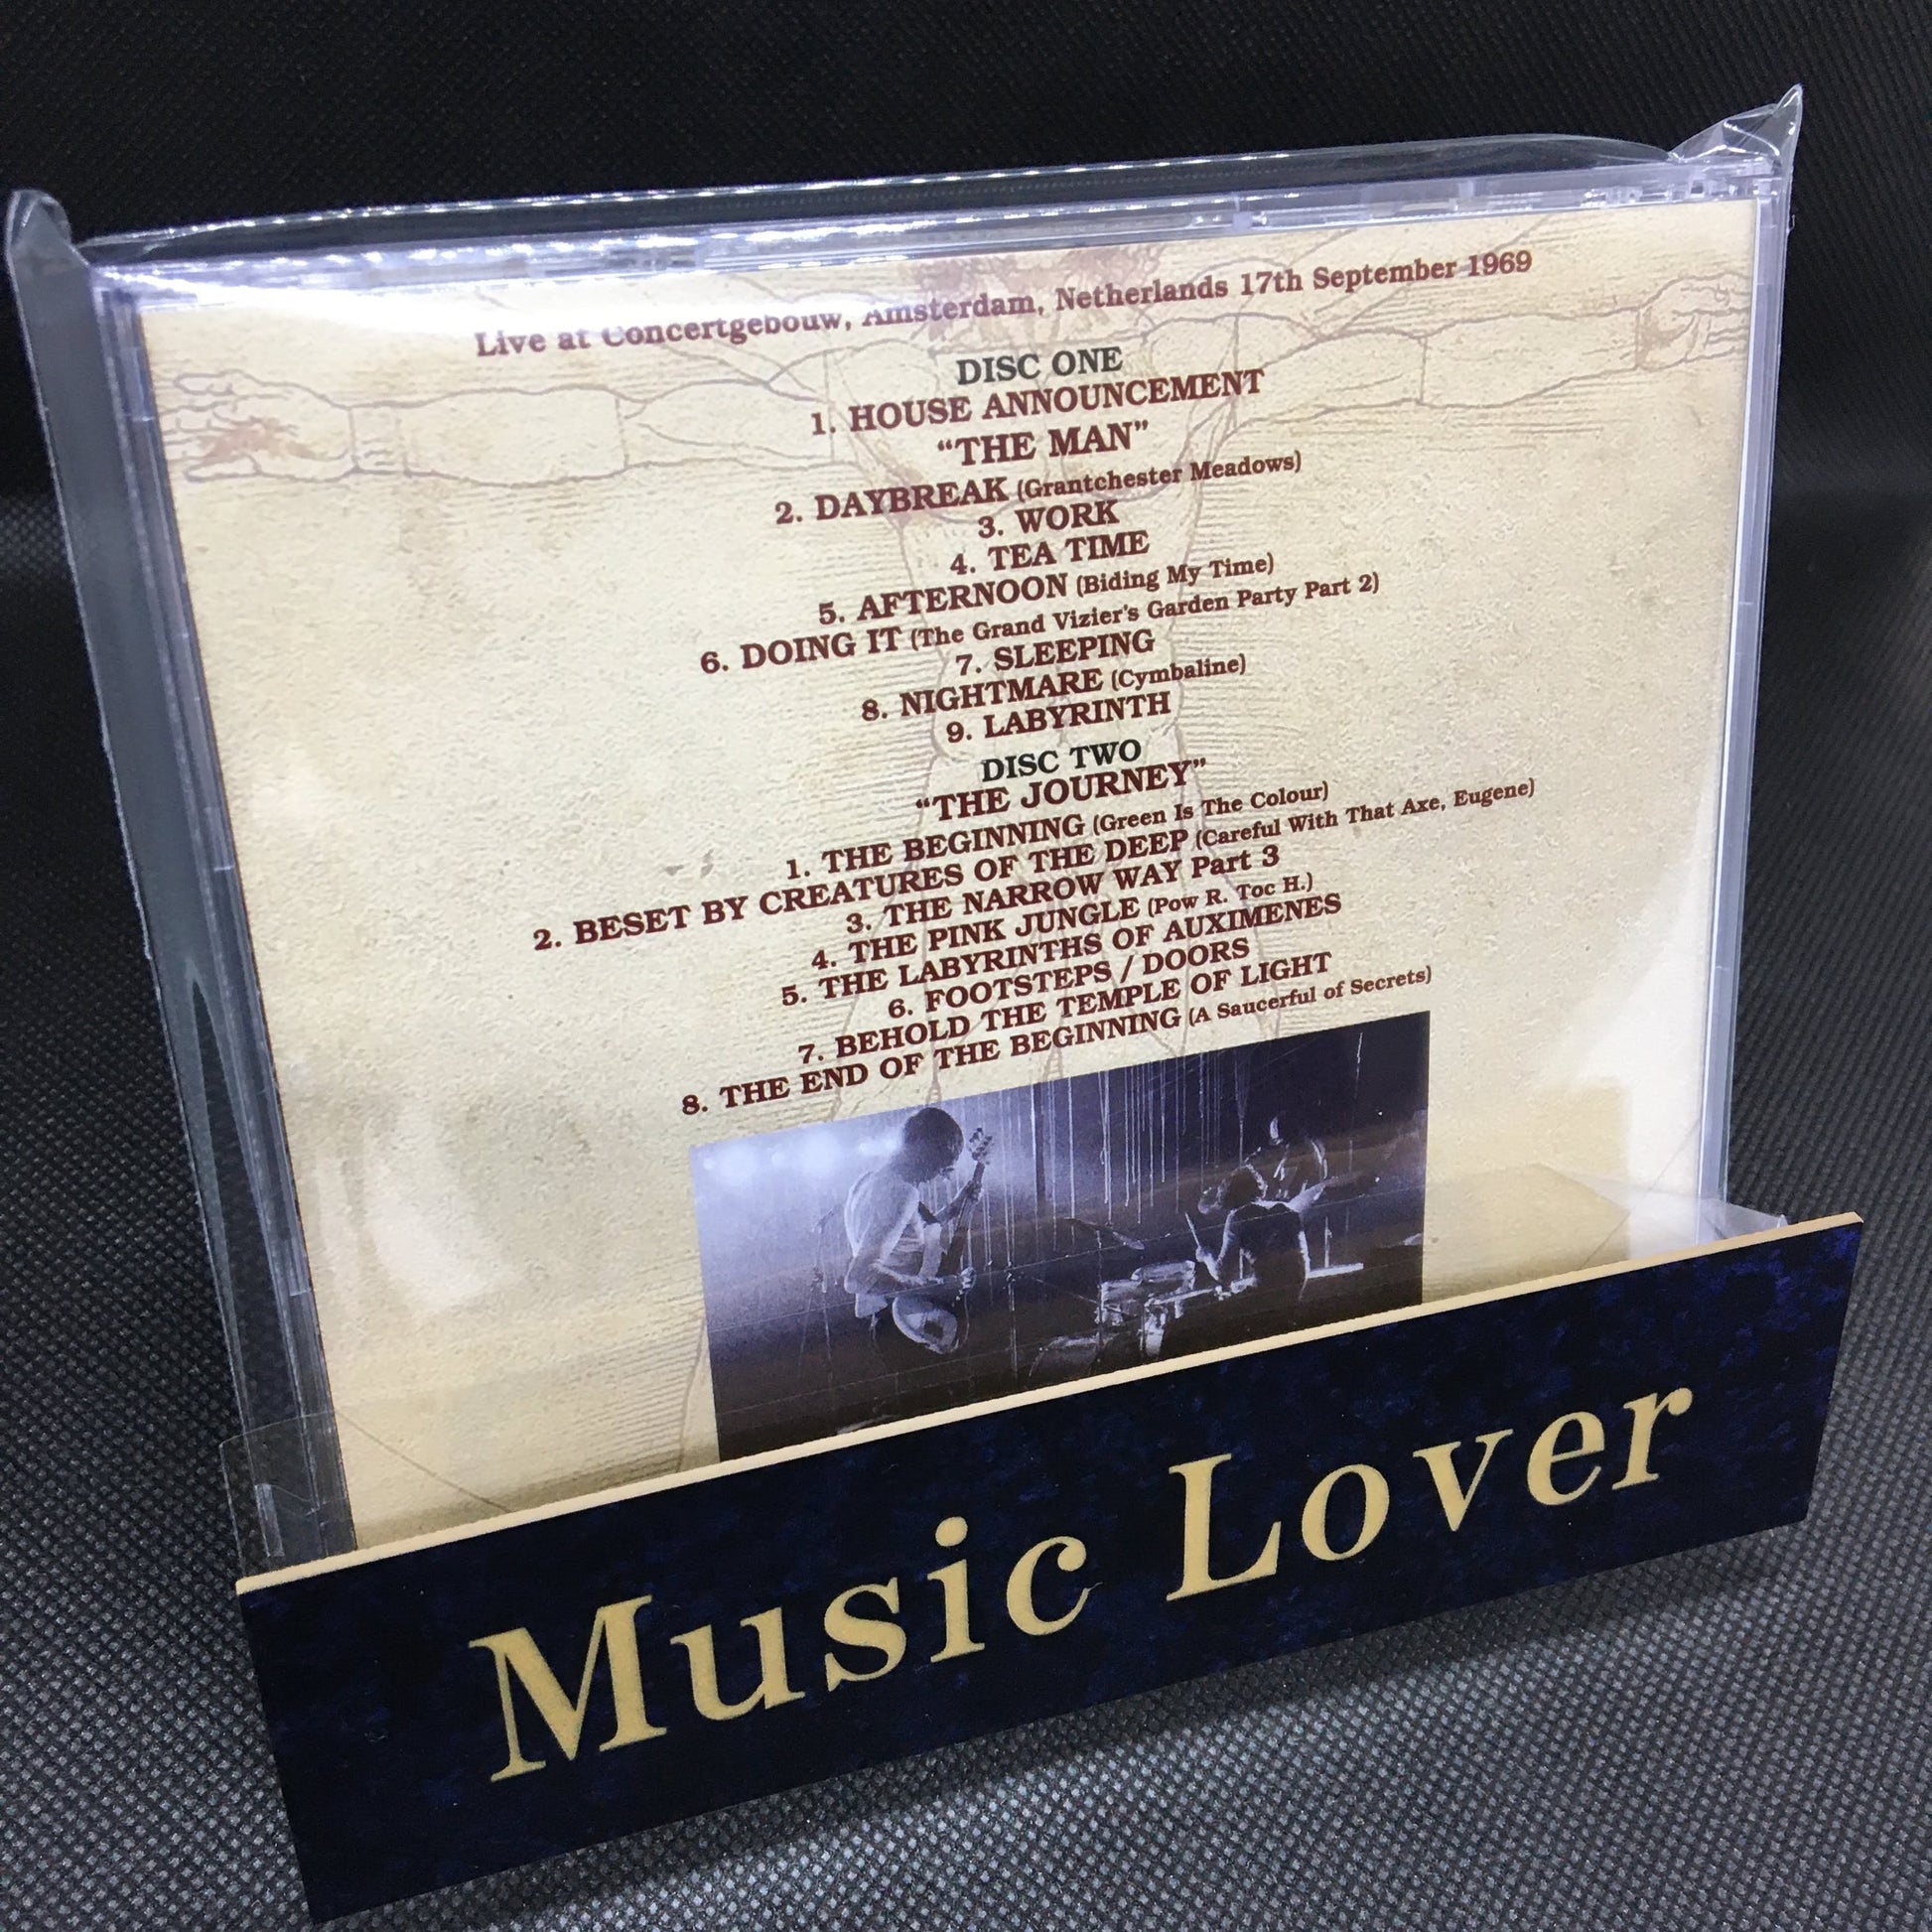 Live at Concertgebouw, Amsterdam, Netherlands 17th September 1969
DISC ONE
1. HOUSE ANNOUNCEMENT
“THE MAN”
2. DAYBREAK (Grantchester Meadows)
3. WORK
4. TEA TIME
5. AFTERNOON (Biding My Time)
6. DOING IT (The Grand Vizier's Garden Party Part 2)
7. SLEEPING
8. NIGHTMARE (Cymbaline)
9. LABYRINTH
DISC TWO
“THE JOURNEY”
1. THE BEGINNING (Green Is The Colour)
2. BESET BY CREATURES OF THE DEEP (Careful With That Axe, Eugene)
3. THE NARROW WAY Part 3
4. THE PINK JUNGLE (Pow R. Toc H.)
5. THE LABYRINTHS OF AUXIMENES
6. FOOTSTEPS / DOORS
7. BEHOLD THE TEMPLE OF LIGHT
8. THE END OF THE BEGINNING (A Saucerful of Secrets)
Music Lover